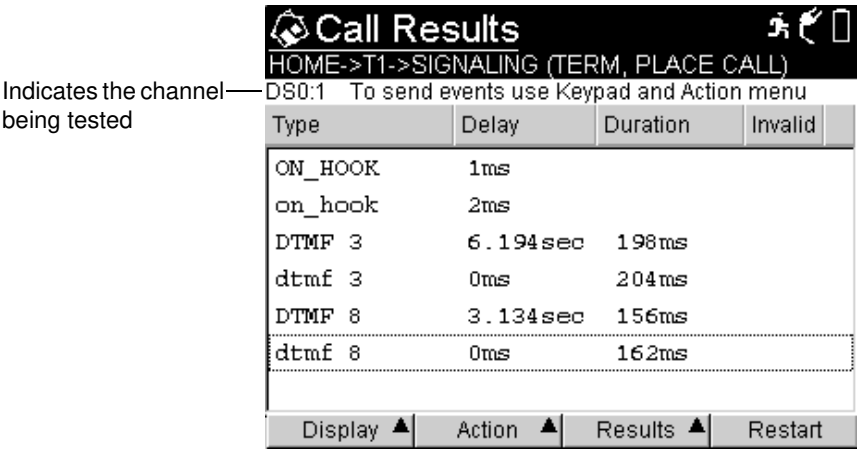 Call Results
HOME->T1->SIGNALING (TERM, PLACE CALL)
Indicates the channel
being tested
DS0:1 To send events use Keypad and Action menu
Type Delay Duration Invalid
ON_HOOK 1ms
on_hook 2ms
DTMF 3 6.194sec 198ms
dtmf 3 0ms 204ms
DTMF 8 3.134sec 156ms
dtmf 8 0ms 162ms
Display Action Results Restart